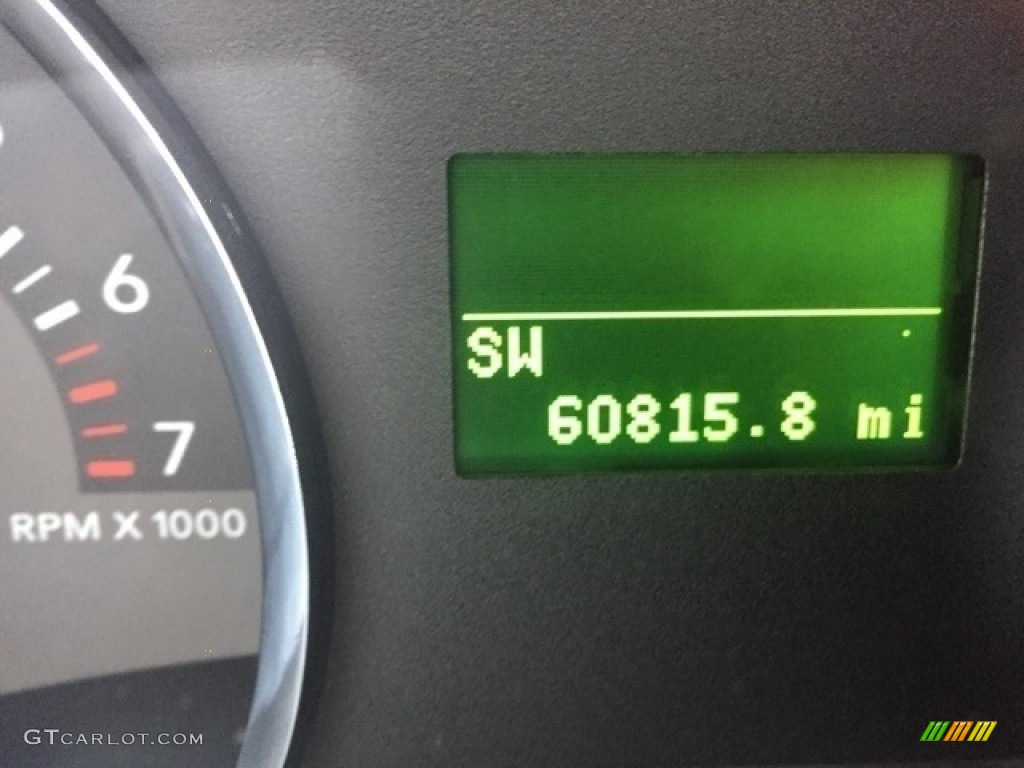 6
7
RPM X 1000
SW
60815.8 mi
GTCARLOT.COM